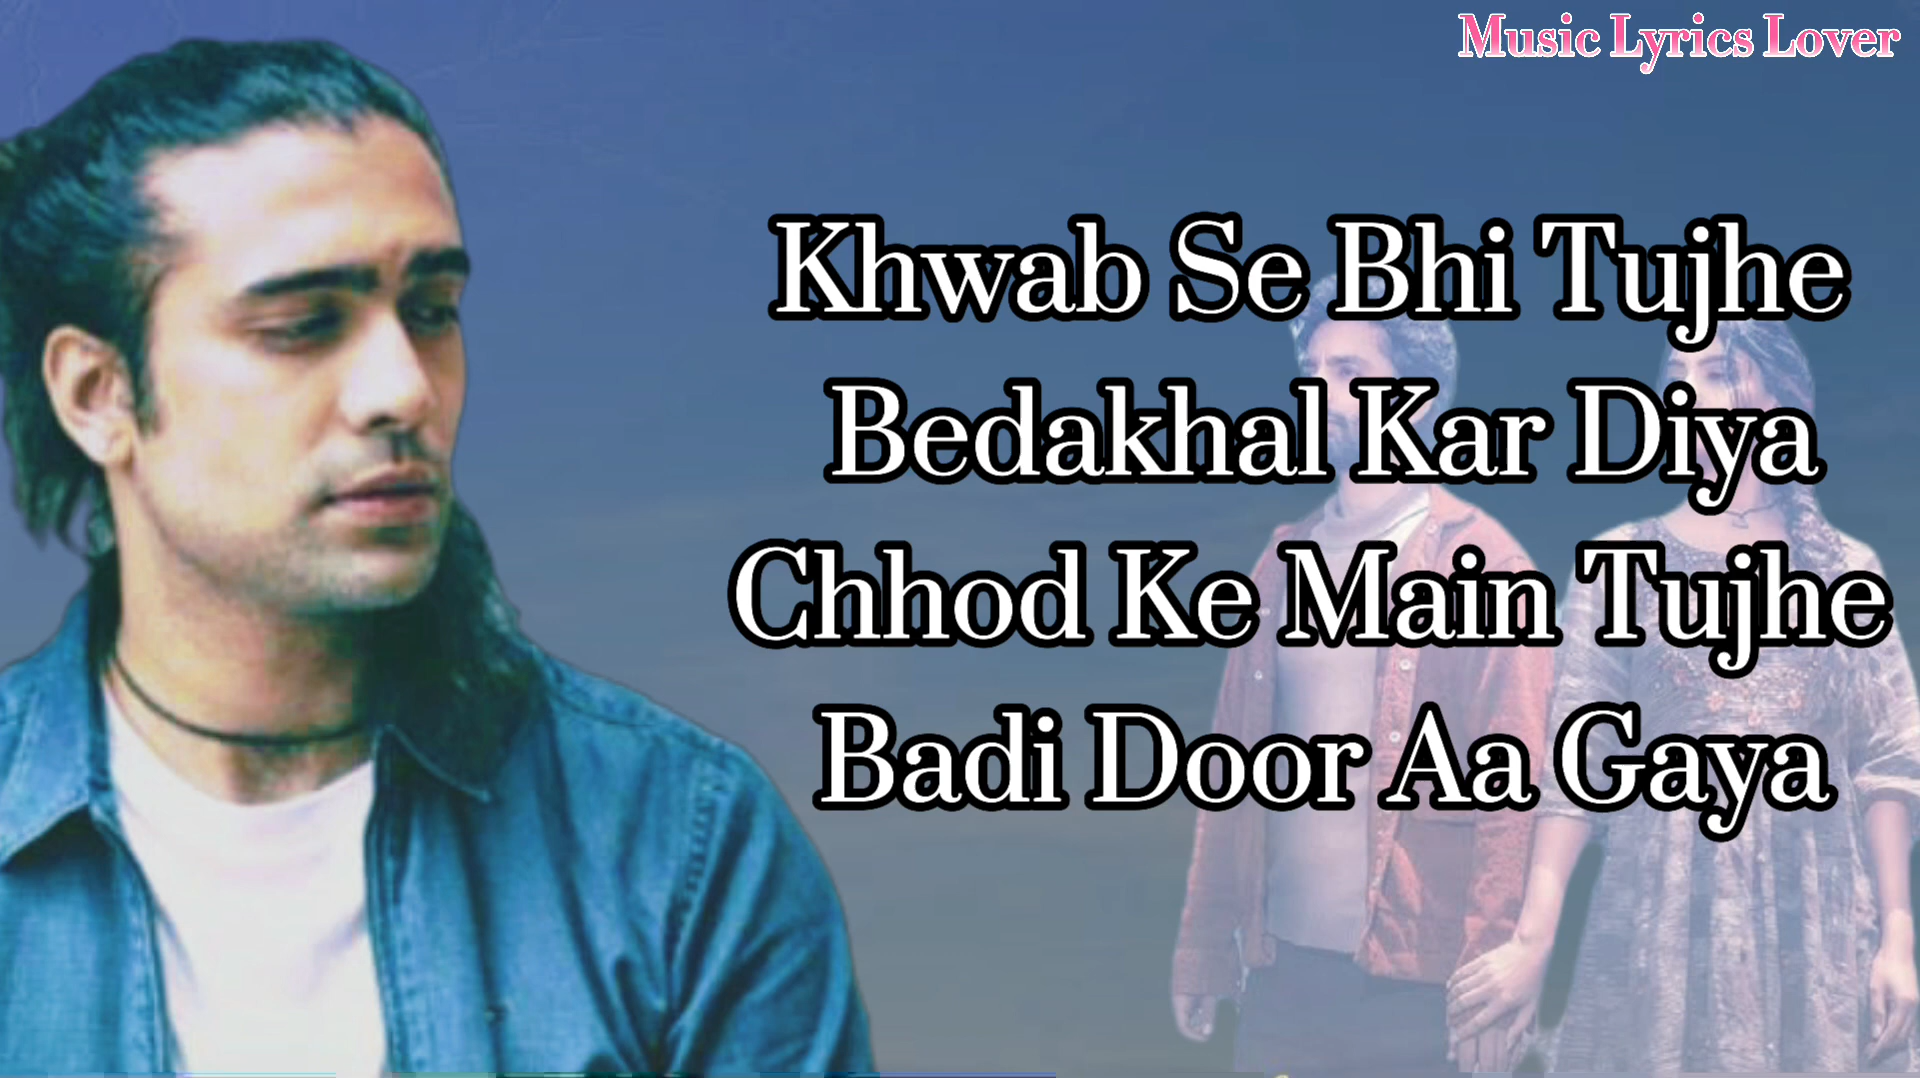 Music Lyrics Lover
Khwab Se Bhi Tujhe
Bedakhal Kar Diya
Chhod Ke Main Tujhe
Badi Door Aa Gaya